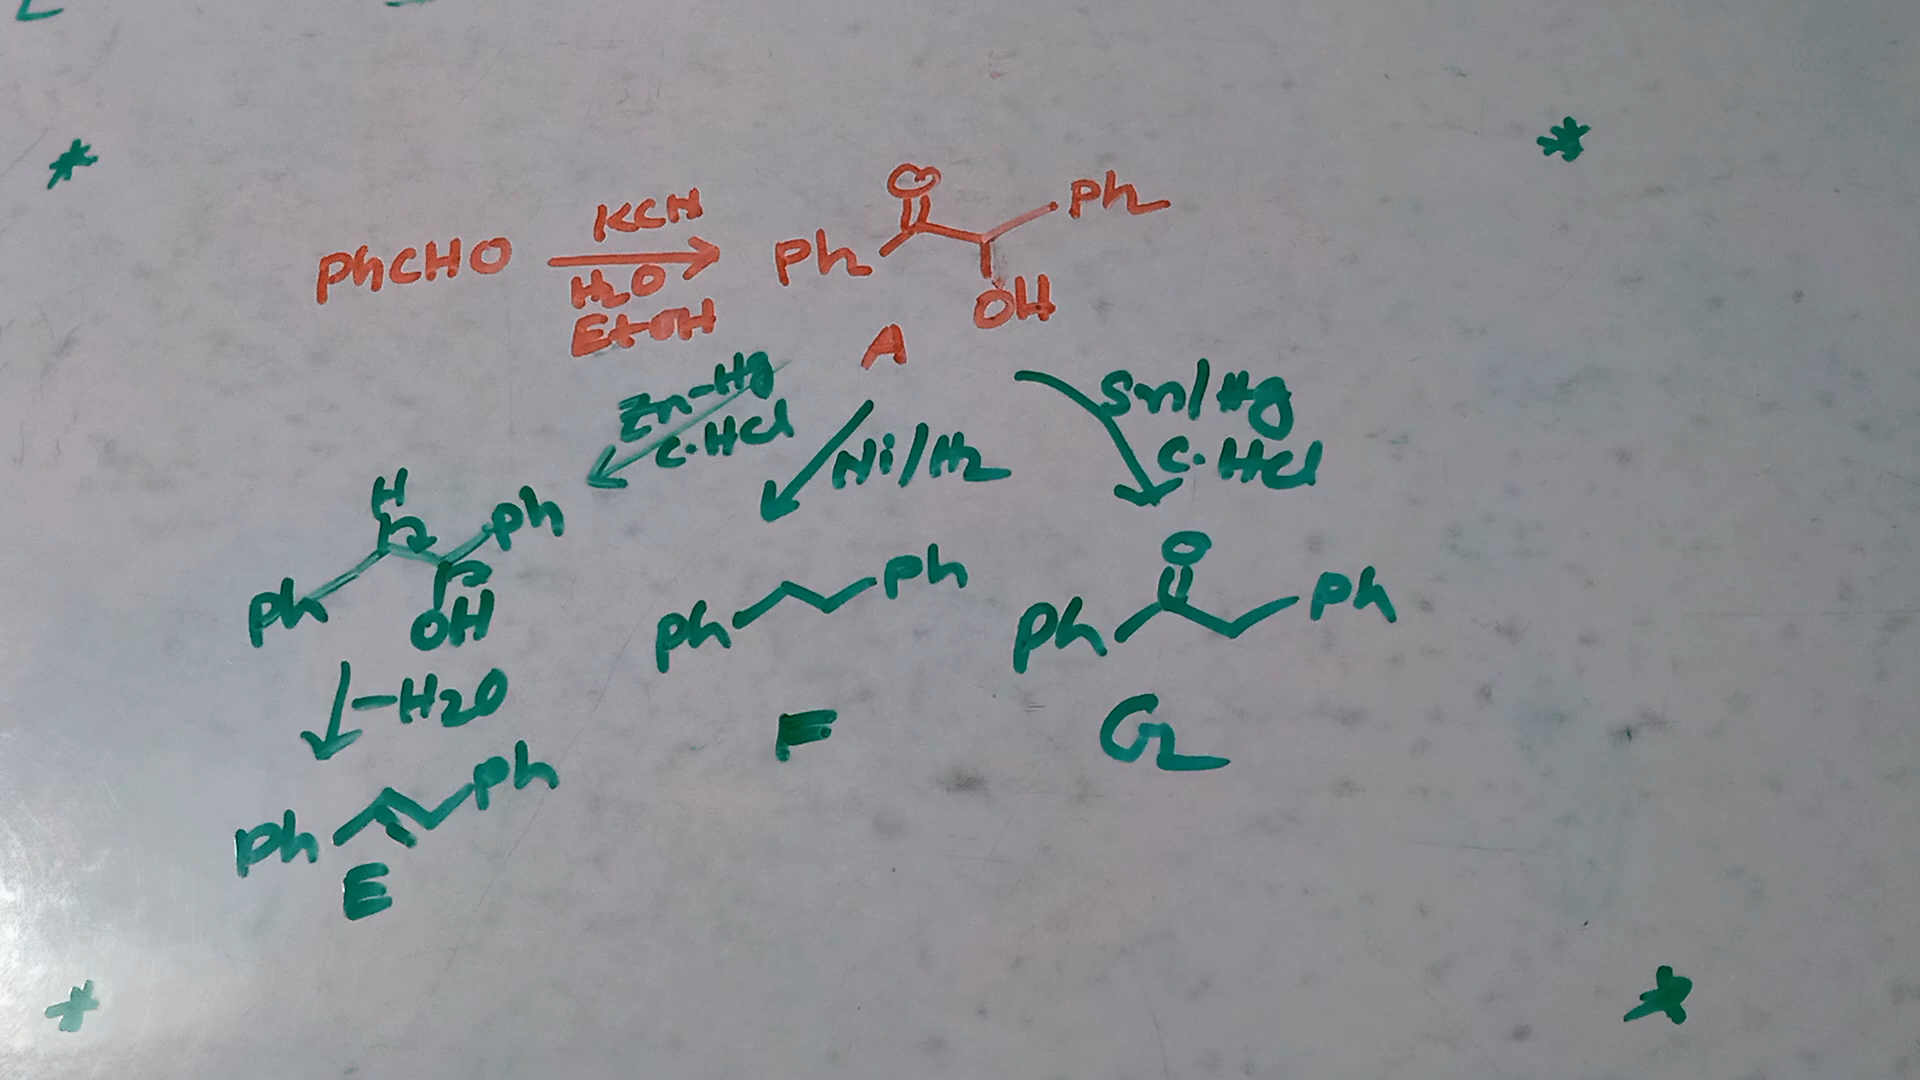 KCN
PhCHO
H2O
EtOH
O
Ph
Ph
OH
A
Zn-Hg
C.HCl
Ni/H2
Sn/Hg
C.HCl
H
Ph
Ph
OH
-H2O
Ph
Ph
E
Ph
Ph
F
O
Ph
Ph
G